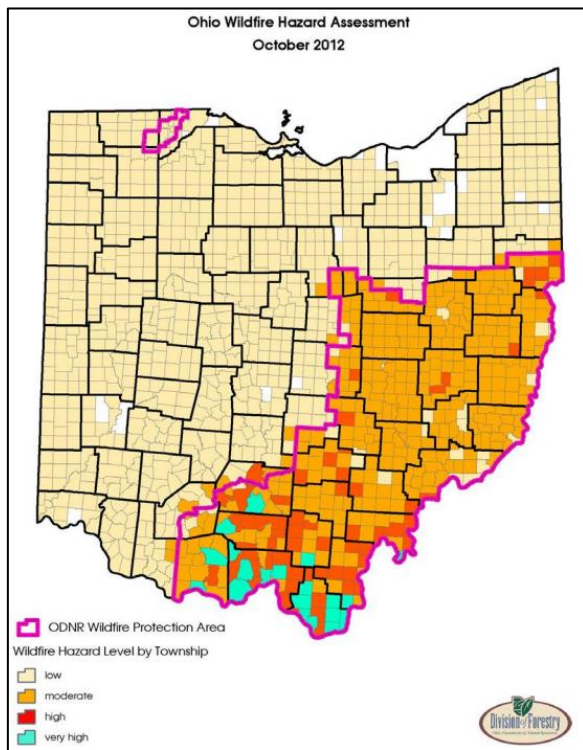 Ohio Wildfire Hazard Assessment
October 2012
ODNR Wildfire Protection Area
Wildfire Hazard Level by Township
low
moderate
high
very high
Division of Forestry